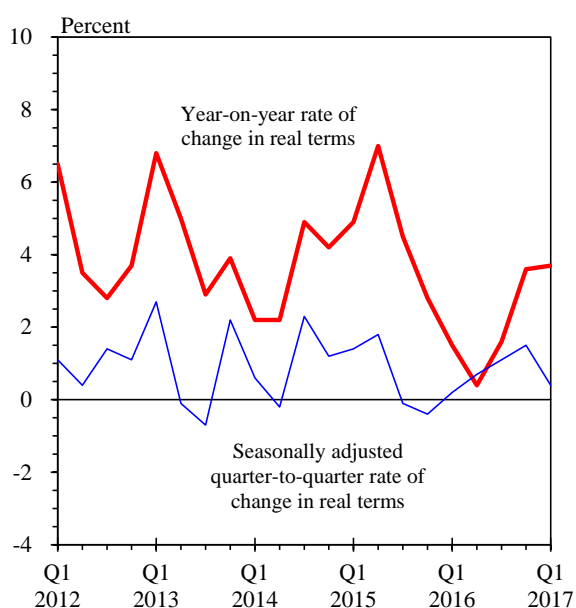 Percent
10
Year-on-year rate of
change in real terms
8
6
4
2
0
Seasonally adjusted
quarter-to-quarter rate of
change in real terms
-2
-4
Q1 Q1 Q1 Q1 Q1 Q1
2012 2013 2014 2015 2016 2017